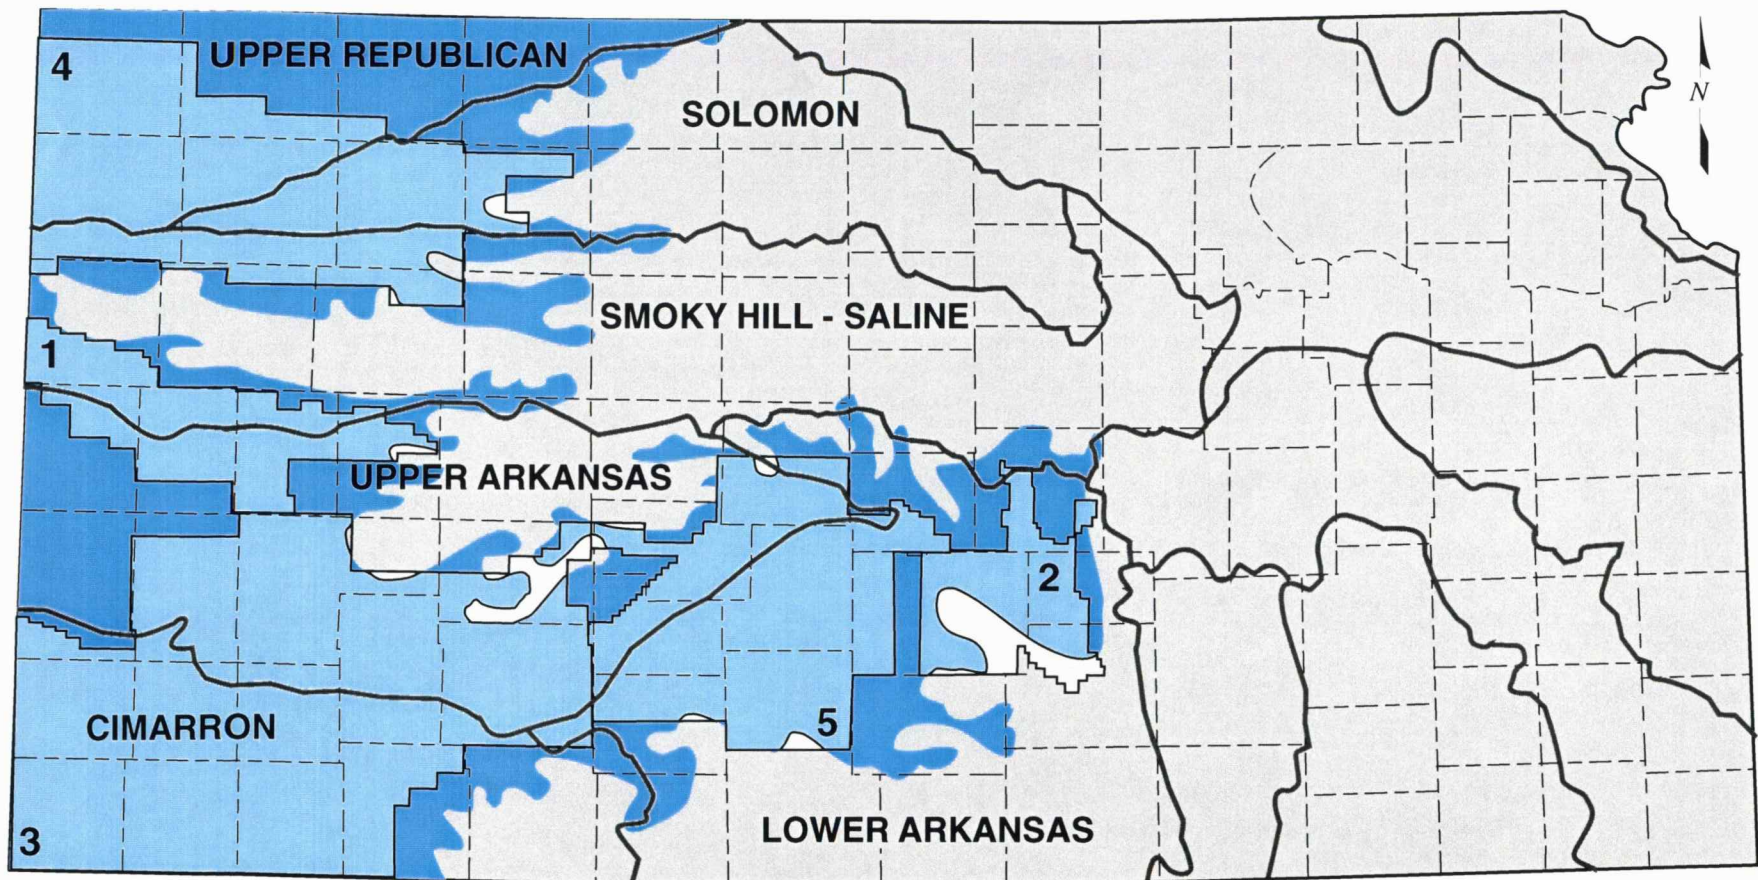 4
UPPER REPUBLICAN
N
SOLOMON
SMOKY HILL - SALINE
1
UPPER ARKANSAS
2
CIMARRON
5
3
LOWER ARKANSAS